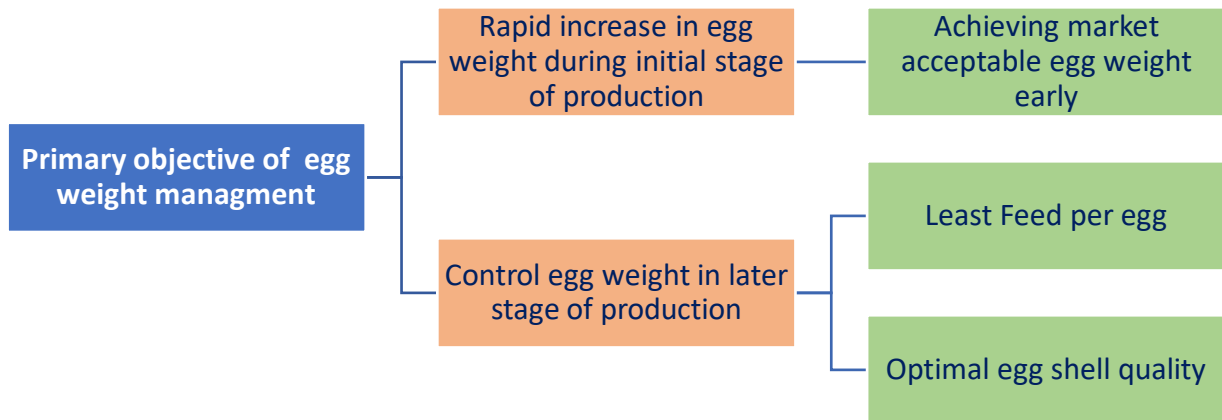 Primary objective of egg
weight managment
Rapid increase in egg
weight during initial stage
of production
Achieving market
acceptable egg weight
early
Control egg weight in later
stage of production
Least Feed per egg
Optimal egg shell quality